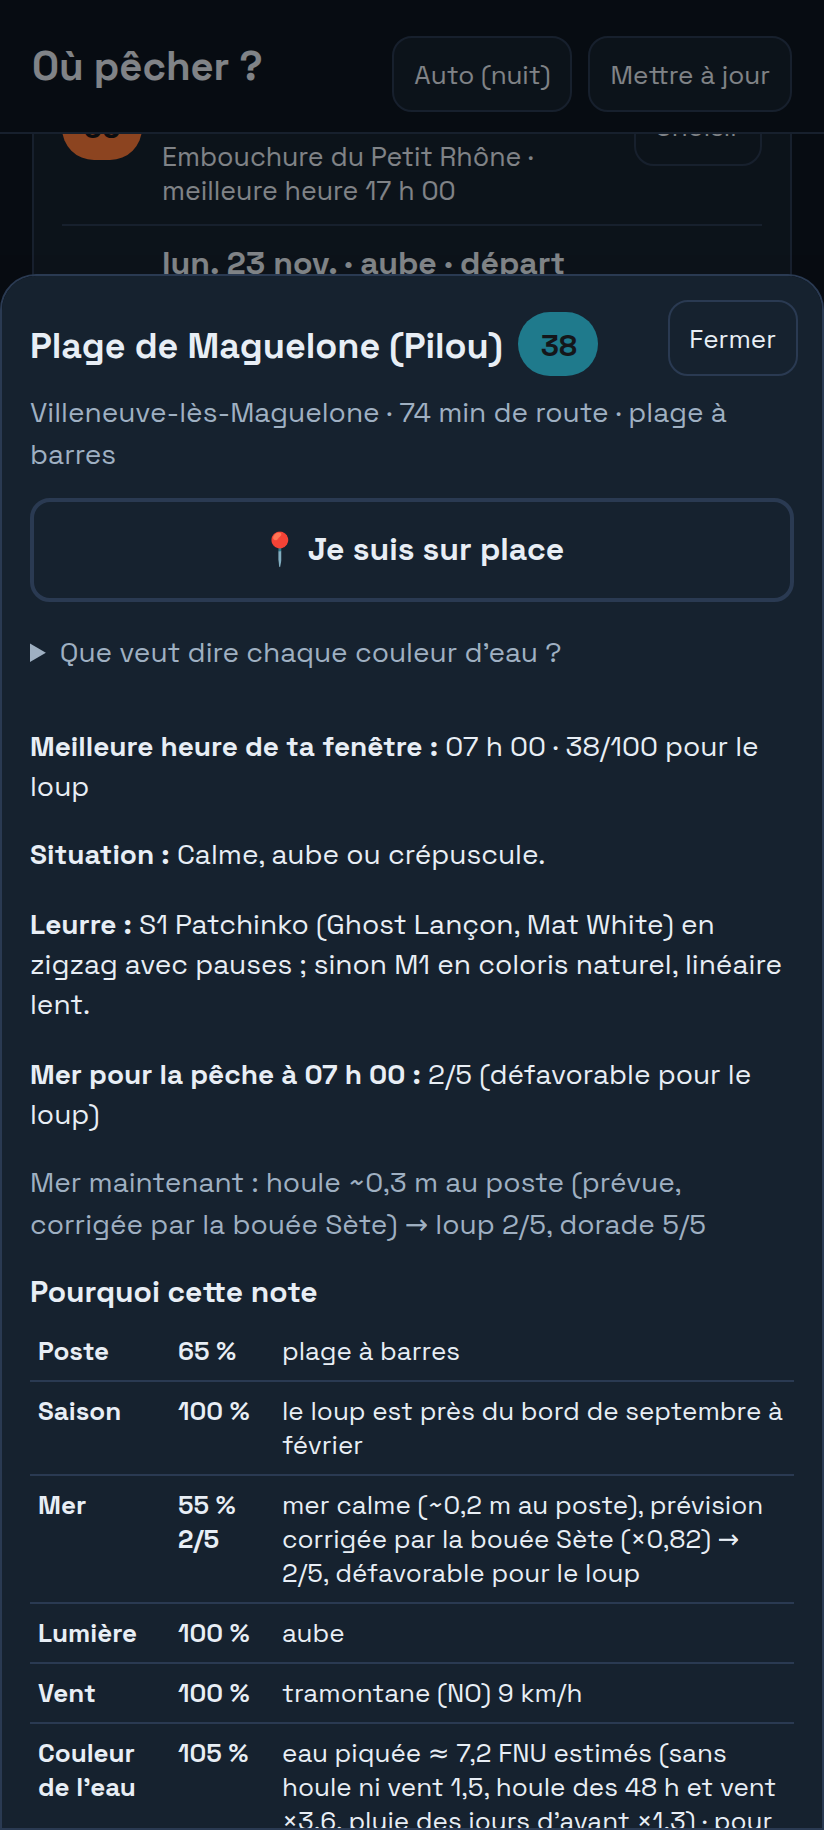 Où pêcher ?
Auto (nuit)
Mettre à jour
Embouchure du Petit Rhône ·
meilleure heure 17 h 00
lun. 23 nov. · aube · départ
Plage de Maguelone (Pilou)
38
Fermer
Villeneuve-lès-Maguelone · 74 min de route · plage à
barres
📍 Je suis sur place
▶ Que veut dire chaque couleur d’eau ?
Meilleure heure de ta fenêtre : 07 h 00 · 38/100 pour le
loup
Situation : Calme, aube ou crépuscule.
Leurre : S1 Patchinko (Ghost Lançon, Mat White) en
zigzag avec pauses ; sinon M1 en coloris naturel, linéaire
lent.
Mer pour la pêche à 07 h 00 : 2/5 (défavorable pour le
loup)
Mer maintenant : houle ~0,3 m au poste (prévue,
corrigée par la bouée Sète) → loup 2/5, dorade 5/5
Pourquoi cette note
Poste 65 % plage à barres
Saison 100 % le loup est près du bord de septembre à
février
Mer 55 % mer calme (~0,2 m au poste), prévision
2/5 corrigée par la bouée Sète (×0,82) →
2/5, défavorable pour le loup
Lumière 100 % aube
Vent 100 % tramontane (NO) 9 km/h
Couleur 105 % eau piquée ≈ 7,2 FNU estimés (sans
de l’eau houle ni vent 1,5, houle des 48 h et vent
×3,6, pluie des jours d’avant ×1,3) · pour